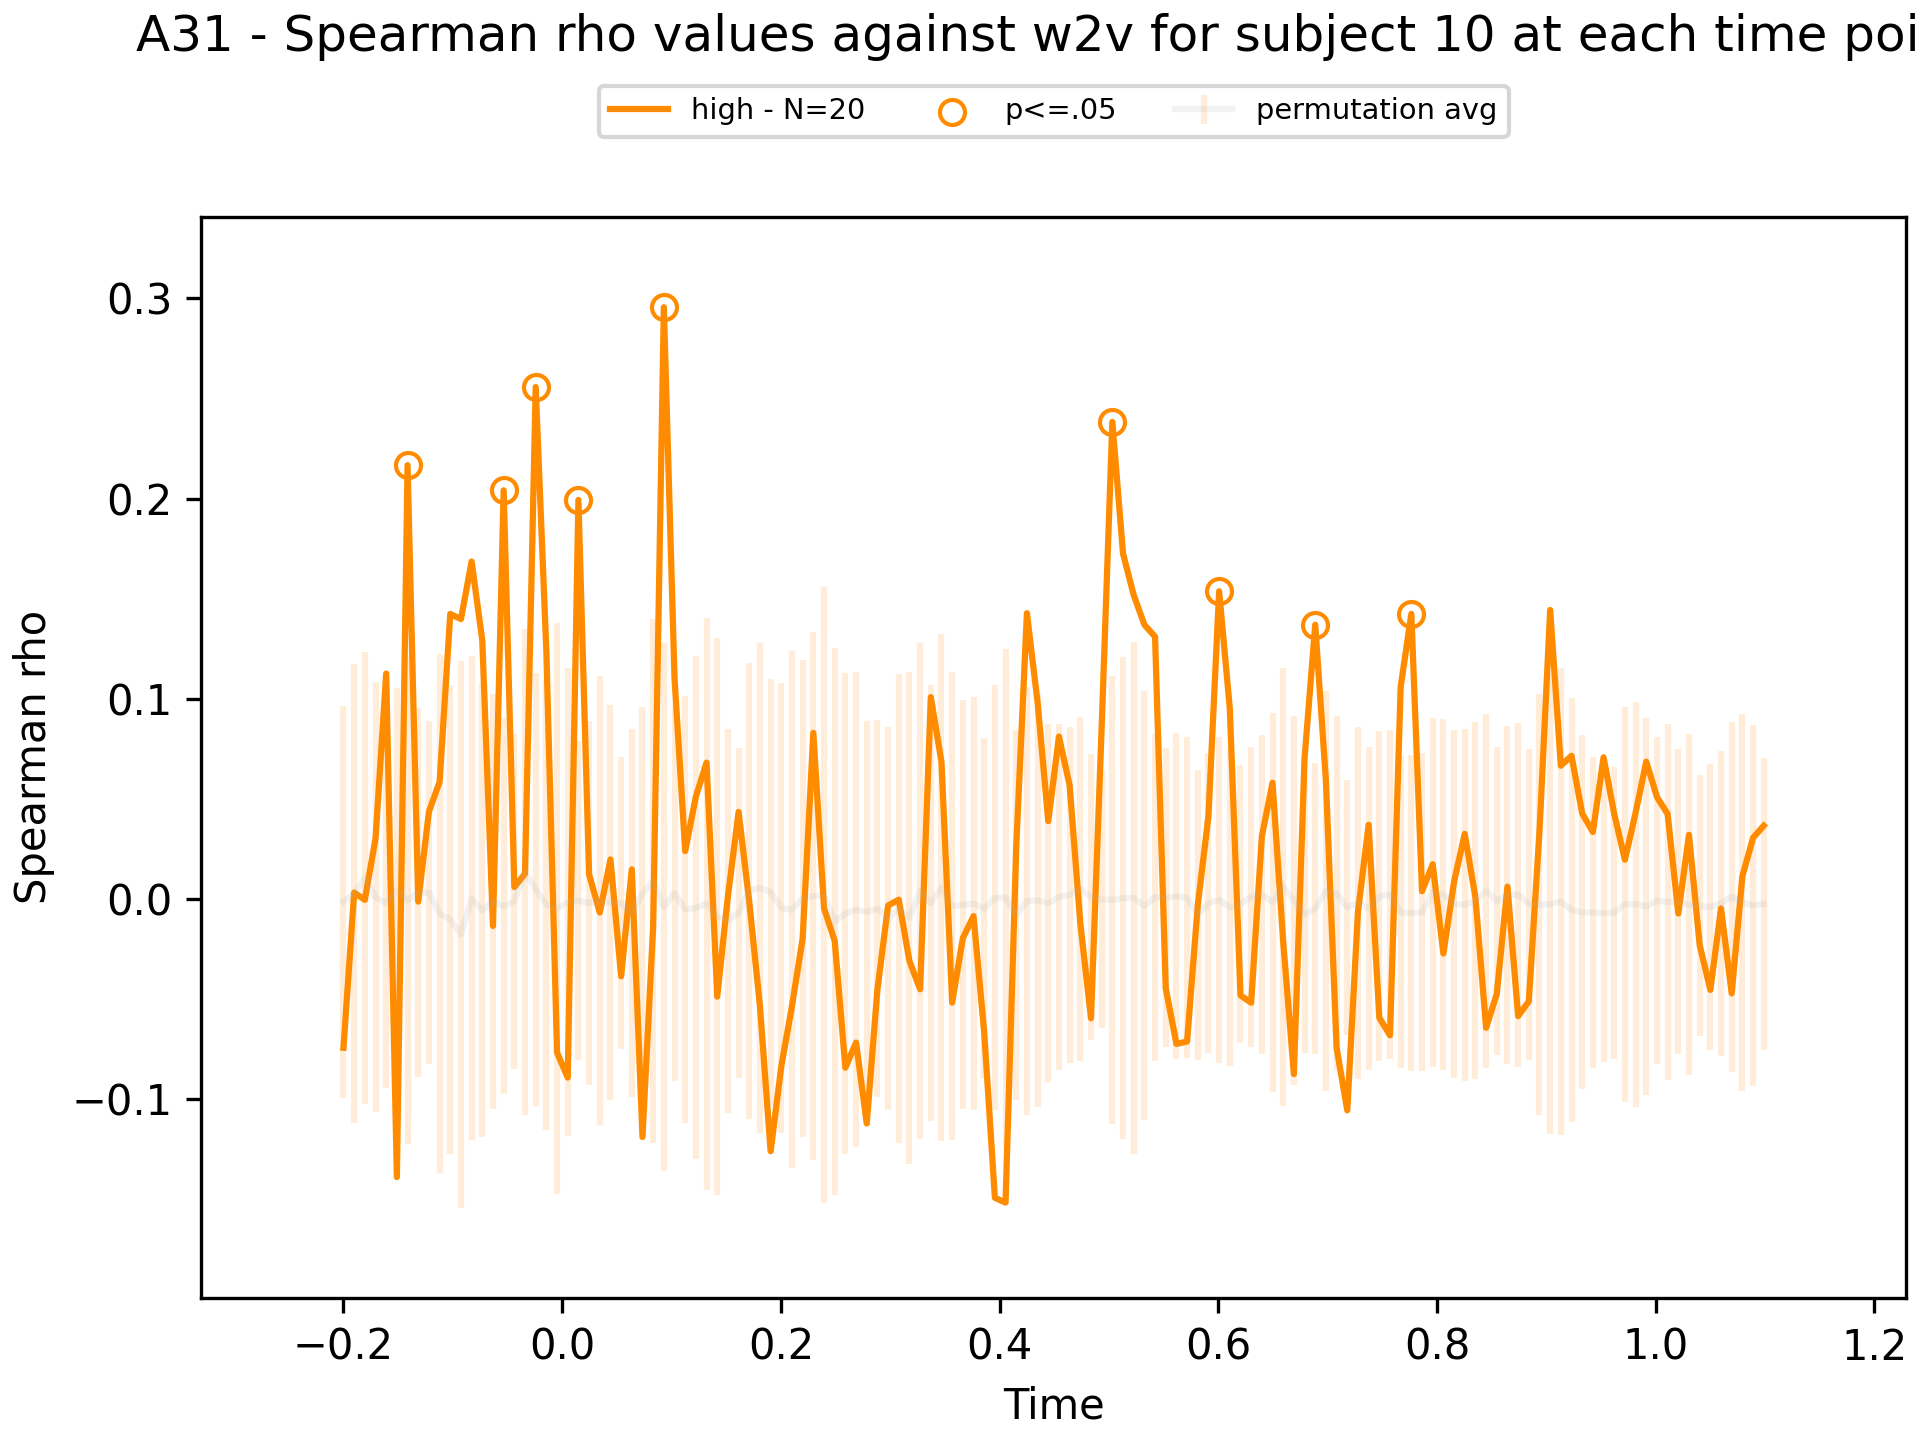 A31 - Spearman rho values against w2v for subject 10 at each time poi
high - N=20 p<=.05 permutation avg
Spearman rho
0.3
0.2
0.1
0.0
−0.1
−0.2 0.0 0.2 0.4 0.6 0.8 1.0 1.2
Time